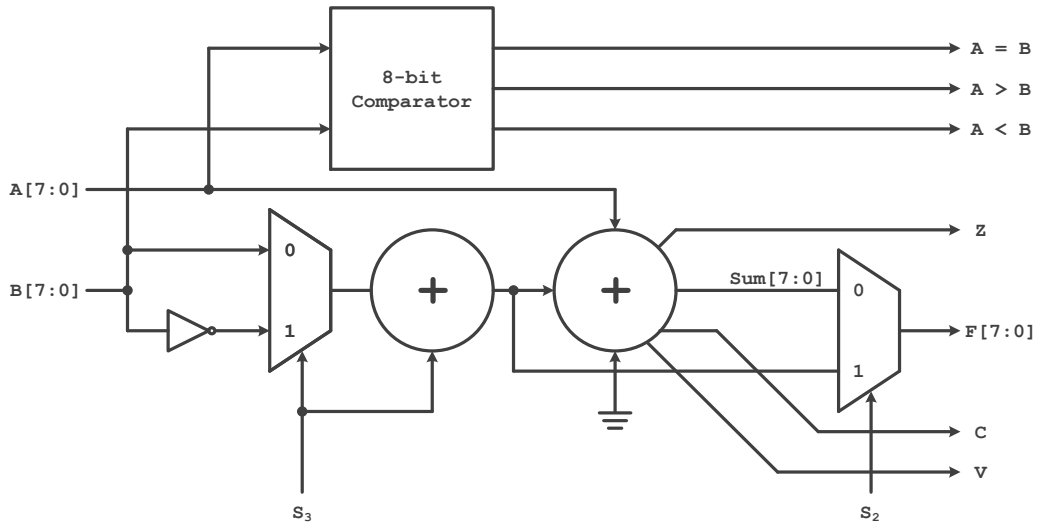 8-bit
Comparator
A = B
A > B
A < B
A[7:0]
B[7:0]
0
1
+
+
Sum[7:0]
0
1
Z
F[7:0]
C
V
S₃
S₂